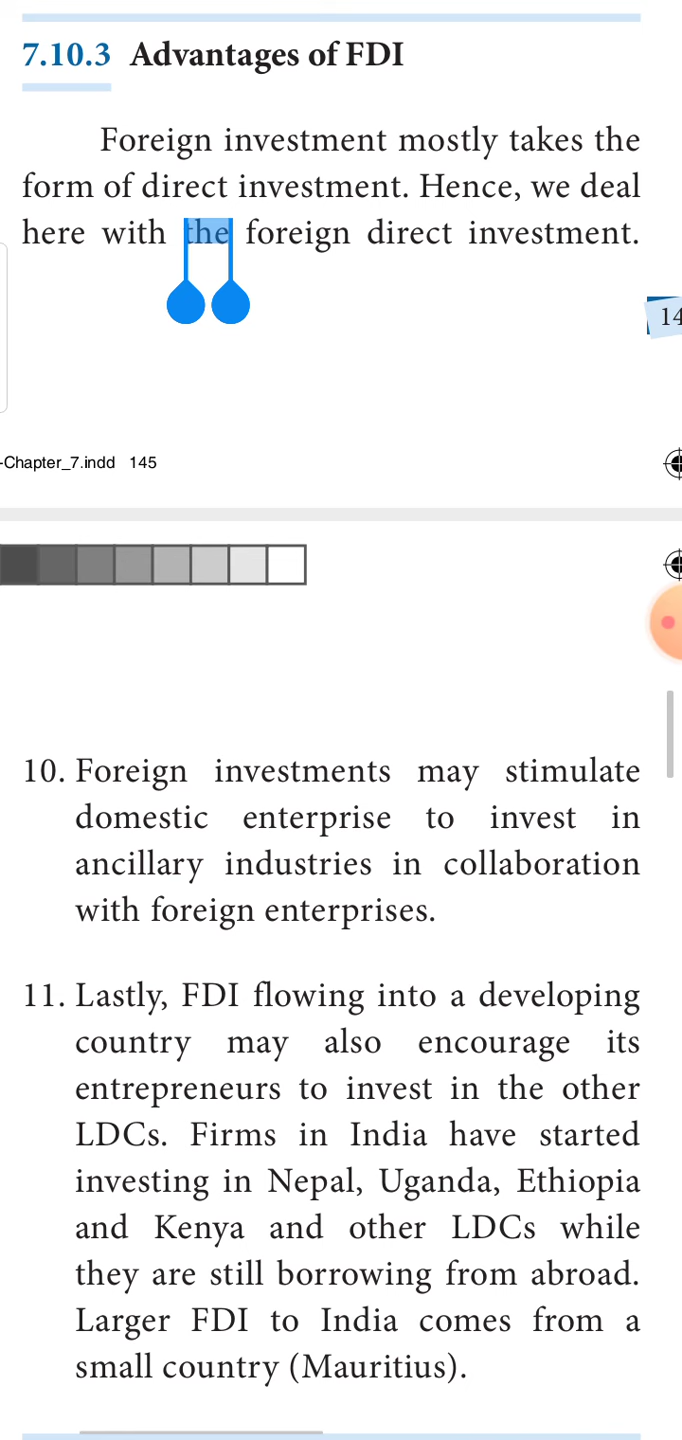 7.10.3 Advantages of FDI
Foreign investment mostly takes the
form of direct investment. Hence, we deal
here with the foreign direct investment.
14
-Chapter_7.indd 145
10. Foreign investments may stimulate
domestic enterprise to invest in
ancillary industries in collaboration
with foreign enterprises.
11. Lastly, FDI flowing into a developing
country may also encourage its
entrepreneurs to invest in the other
LDCs. Firms in India have started
investing in Nepal, Uganda, Ethiopia
and Kenya and other LDCs while
they are still borrowing from abroad.
Larger FDI to India comes from a
small country (Mauritius).